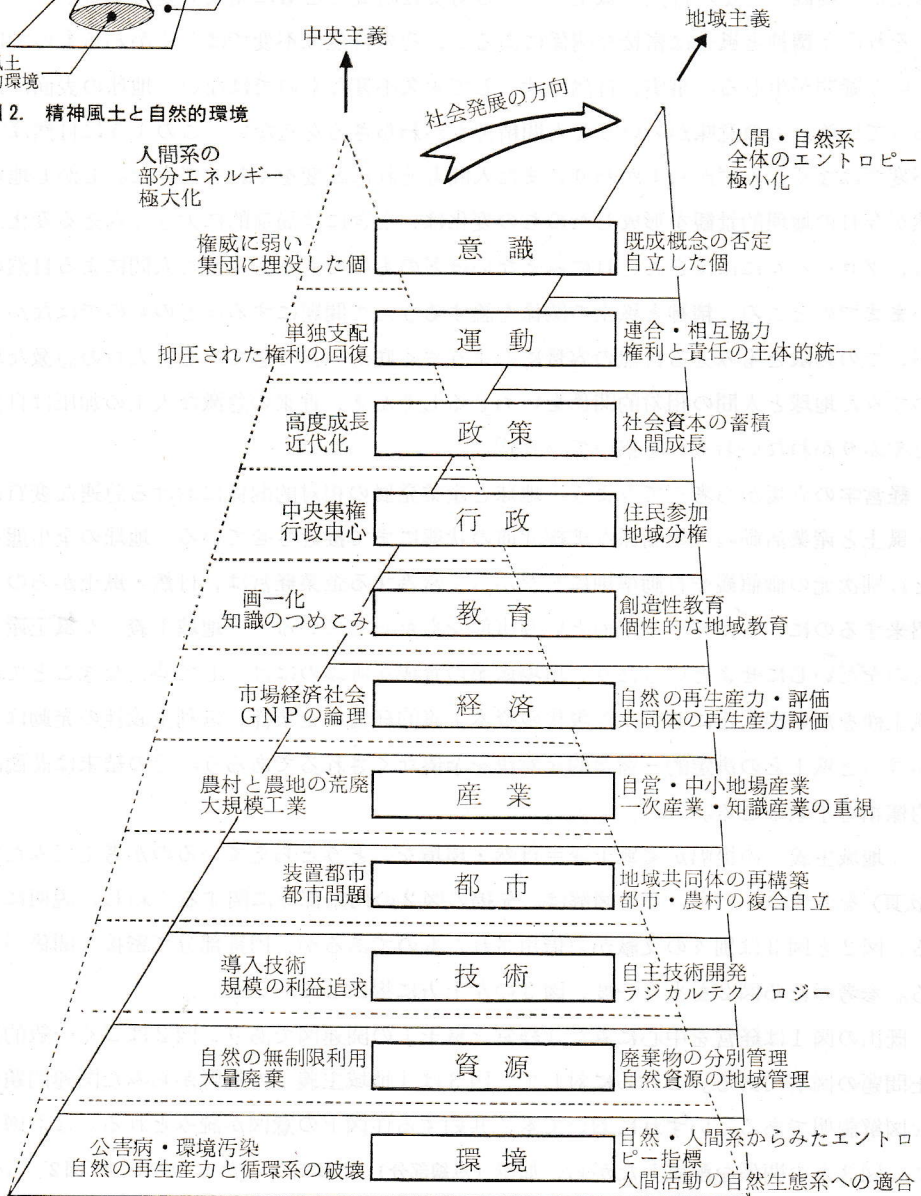 土
的環境
2. 精神風土と自然的環境
中央主義
地域主義
社会発展の方向
人間系の
部分エネルギー
極大化
人間・自然系
全体のエントロピー
極小化
権威に弱い
集団に埋没した個
意識
既成概念の否定
自立した個
単独支配
抑圧された権利の回復
運動
連合・相互協力
権利と責任の主体的統一
高度成長
近代化
政策
社会資本の蓄積
人間成長
中央集権
行政中心
行政
住民参加
地域分権
画一化
知識のつめこみ
教育
創造性教育
個性的な地域教育
市場経済社会
GNPの論理
経済
自然の再生産力・評価
共同体の再生産力評価
農村と農地の荒廃
大規模工業
産業
自営・中小地場産業
一次産業・知識産業の重視
装置都市
都市問題
都市
地域共同体の再構築
都市・農村の複合自立
導入技術
規模の利益追求
技術
自主技術開発
ラジカルテクノロジー
自然の無制限利用
大量廃棄
資源
廃棄物の分別管理
自然資源の地域管理
公害病・環境汚染
自然の再生産力と循環系の破壊
環境
自然・人間系からみたエントロ
ピー指標
人間活動の自然生態系への適合